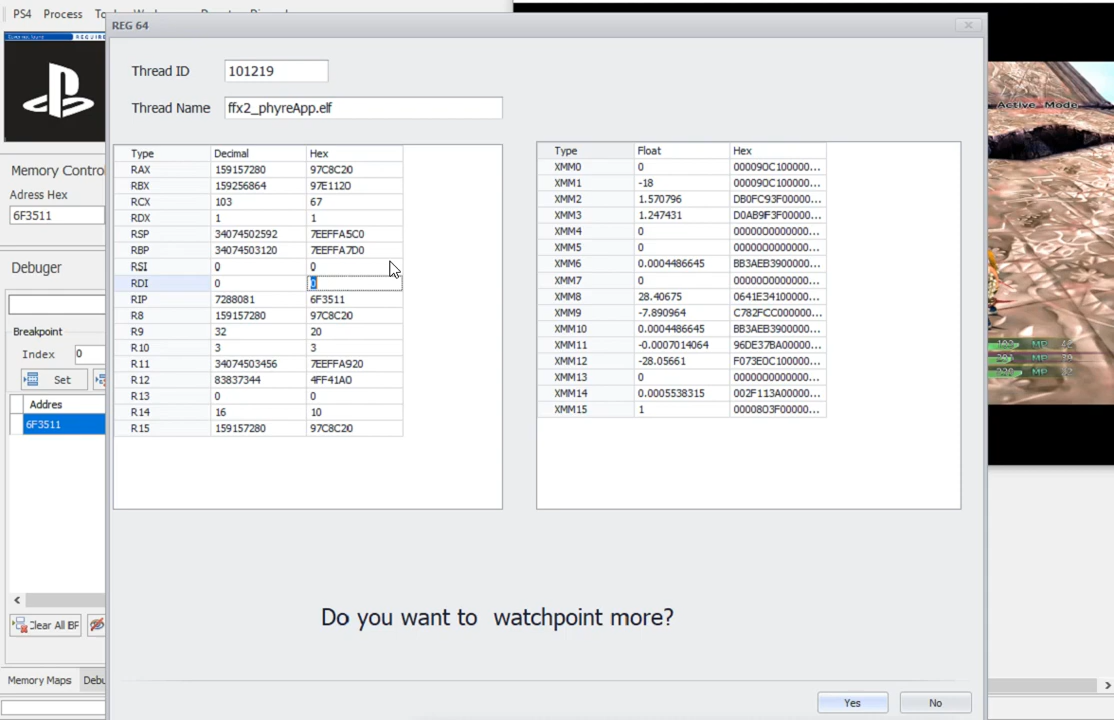 PS4 Process
REG 64
REQUIRE
Thread ID 101219
Thread Name ffx2_phyreApp.elf
Memory Contro
Adress Hex
6F3511
Debuger
Breakpoint
Index 0
Set
Addres
6F3511
Clear All BF
Memory Maps Debu
Type Decimal Hex
RAX 159157280 97C8C20
RBX 159256864 97E1120
RCX 103 67
RDX 1 1
RSP 34074502592 7EEFFA5C0
RBP 34074503120 7EEFFA7D0
RSI 0 0
RDI 0 0
RIP 7288081 6F3511
R8 159157280 97C8C20
R9 32 20
R10 3 3
R11 34074503456 7EEFFA920
R12 83837344 4FF41A0
R13 0 0
R14 16 10
R15 159157280 97C8C20
Type Float Hex
XMM0 0 000090C100000...
XMM1 -18 000090C100000...
XMM2 1.570796 DB0FC93F00000...
XMM3 1.247431 D0AB9F3F00000...
XMM4 0 0000000000000...
XMM5 0 0000000000000...
XMM6 0.0004486645 BB3AEB3900000...
XMM7 0 0000000000000...
XMM8 28.40675 0641E34100000...
XMM9 -7.890964 C782FCC000000...
XMM10 0.0004486645 BB3AEB3900000...
XMM11 -0.0007014064 96DE37BA00000...
XMM12 -28.05661 F073E0C100000...
XMM13 0 0000000000000...
XMM14 0.0005538315 002F113A00000...
XMM15 1 0000803F00000...
Active Mode
MP
MP
MP
Do you want to watchpoint more?
Yes No